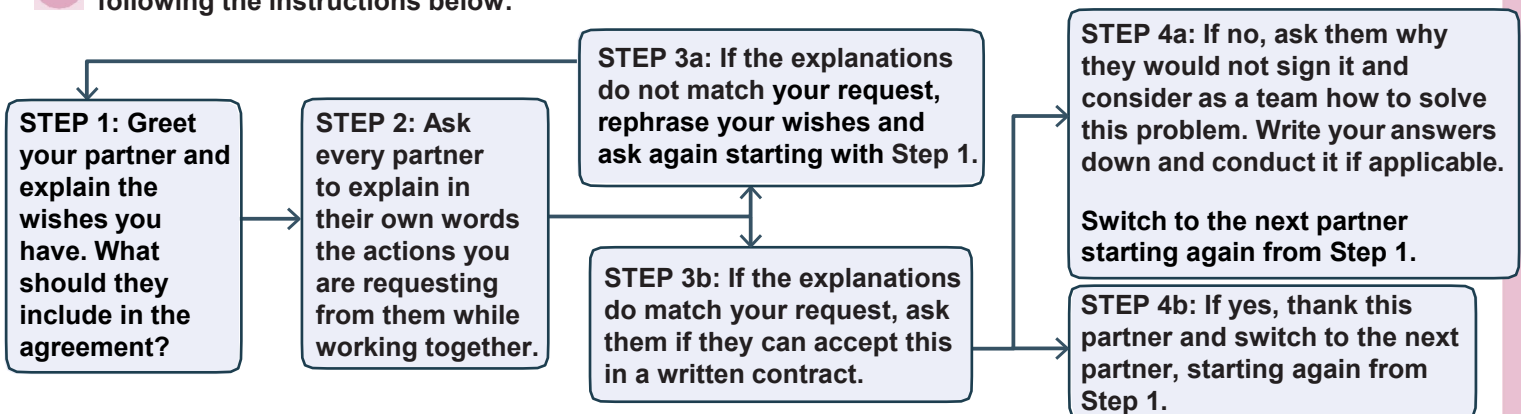 following the instructions below.
STEP 1: Greet
your partner and
explain the
wishes you
have. What
should they
include in the
agreement?
STEP 2: Ask
every partner
to explain in
their own words
the actions you
are requesting
from them while
working together.
STEP 3a: If the explanations
do not match your request,
rephrase your wishes and
ask again starting with Step 1.
STEP 3b: If the explanations
do match your request, ask
them if they can accept this
in a written contract.
STEP 4a: If no, ask them why
they would not sign it and
consider as a team how to solve
this problem. Write your answers
down and conduct it if applicable.
Switch to the next partner
starting again from Step 1.
STEP 4b: If yes, thank this
partner and switch to the next
partner, starting again from
Step 1.